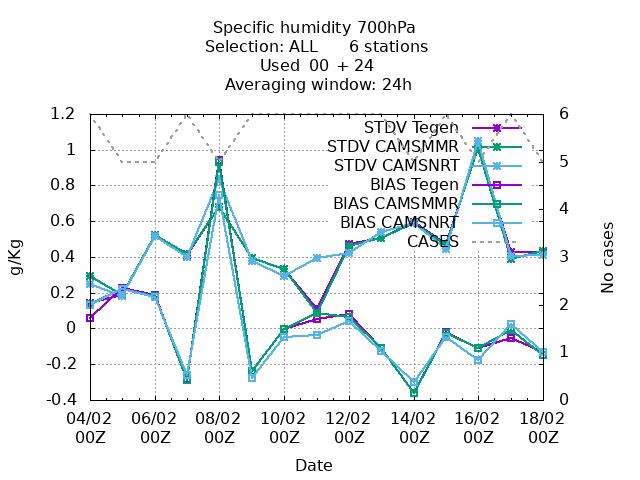 Specific humidity 700hPa
Selection: ALL 6 stations
Used 00 + 24
Averaging window: 24h
1.2
1
0.8
0.6
0.4
0.2
0
-0.2
-0.4
g/Kg
STDV Tegen
STDV CAMSMMR
STDV CAMSNRT
BIAS Tegen
BIAS CAMSMMR
BIAS CAMSNRT
CASES
6
5
4
3
2
1
0
No cases
04/02 06/02 08/02 10/02 12/02 14/02 16/02 18/02
00Z 00Z 00Z 00Z 00Z 00Z 00Z 00Z
Date